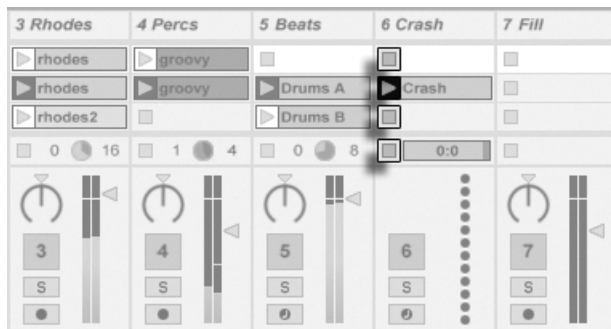 3 Rhodes 4 Percs 5 Beats 6 Crash 7 Fill
rhodes groovy
rhodes groovy Drums A Crash
rhodes2 Drums B
0 16 1 4 0 8 0:0
3 4 5 6 7
S S S S S